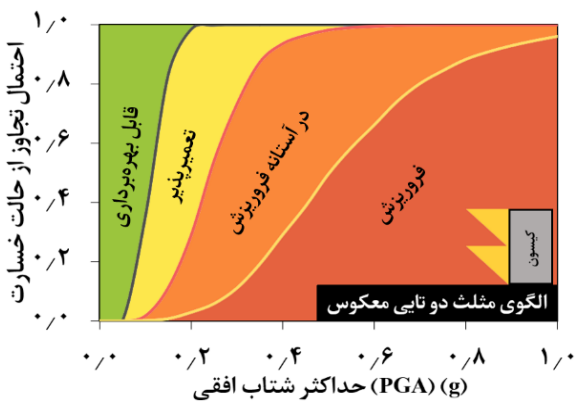 احتمال تجاوز از حالت خسارت
۱٫۰
۰٫۸
۰٫۶
۰٫۴
۰٫۲
۰٫۰
قابل بهره‌برداری
تعمیرپذیر
در آستانه فروریزش
فروریزش
کیسون
الگوی مثلث دو تایی معکوس
۰٫۰ ۰٫۲ ۰٫۴ ۰٫۶ ۰٫۸ ۱٫۰
حداکثر شتاب افقی (PGA) (g)